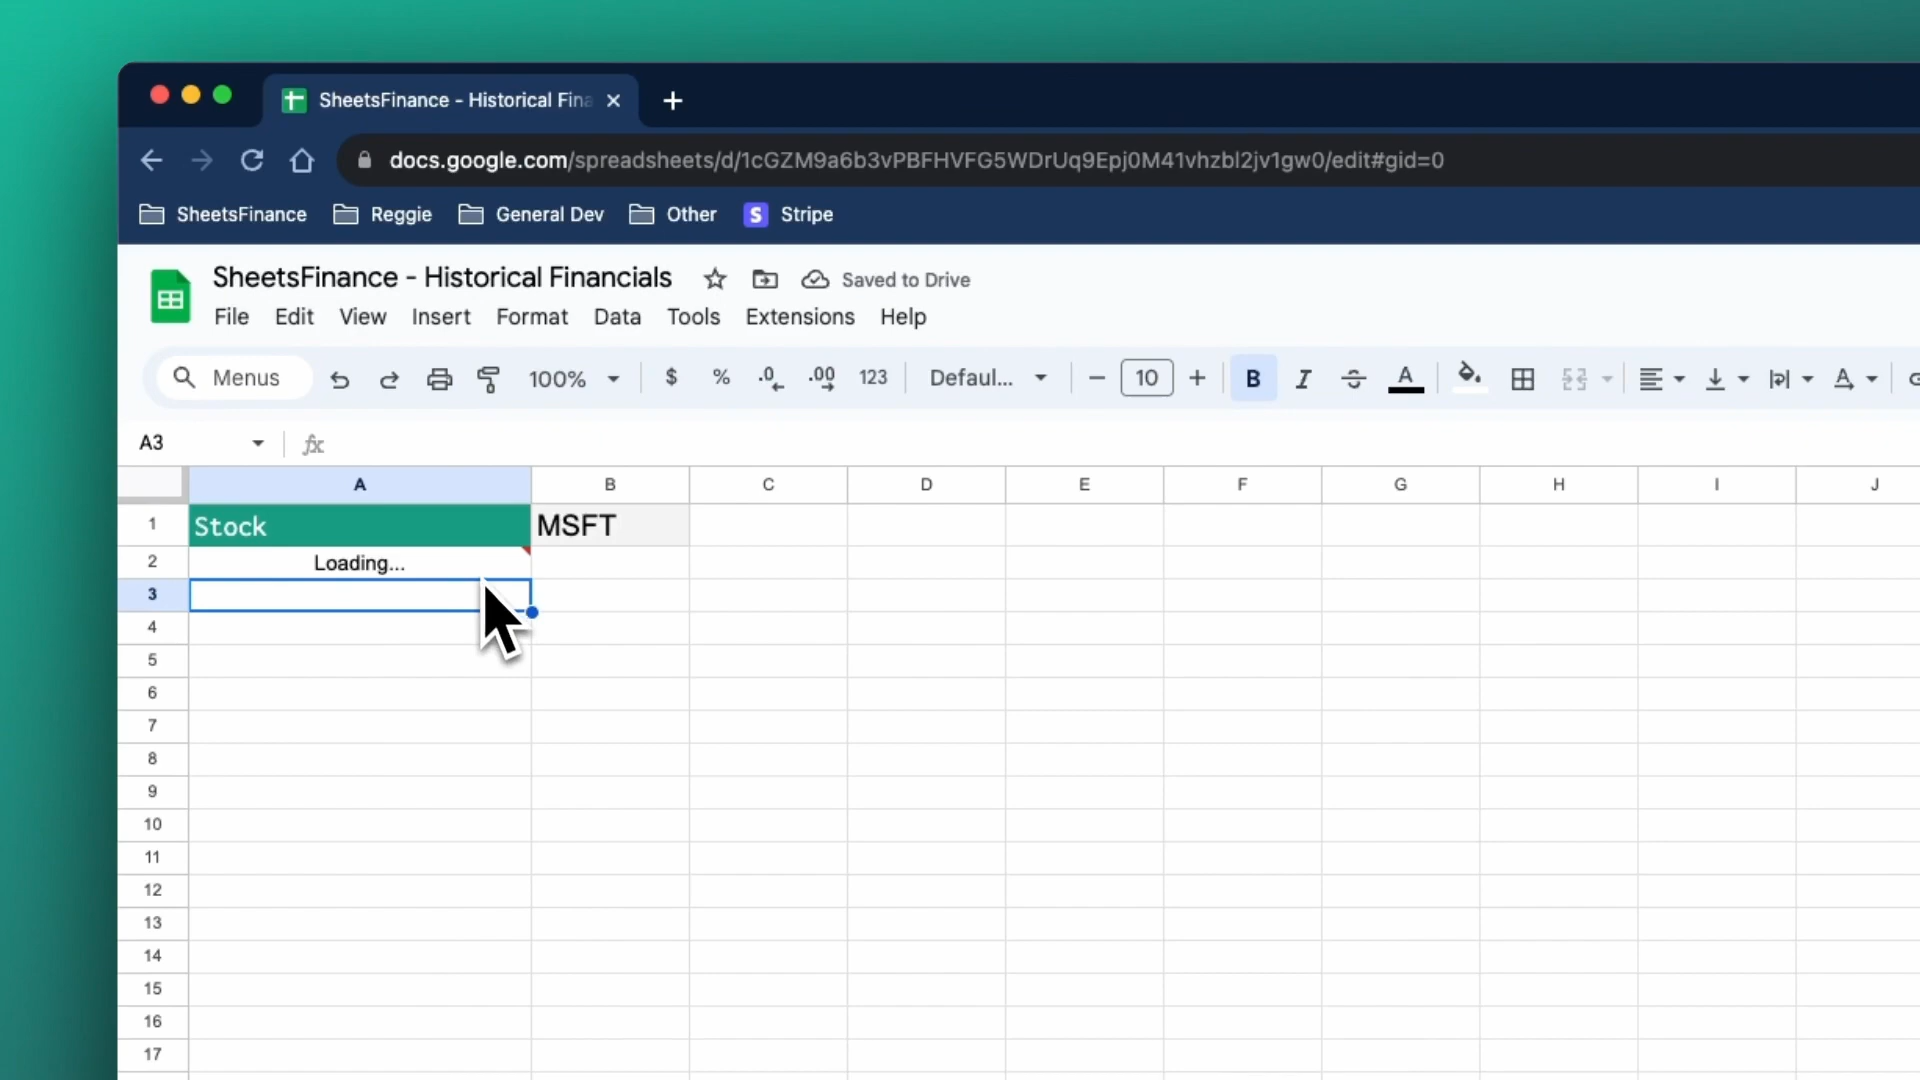 SheetsFinance - Historical Fina
docs.google.com/spreadsheets/d/1cGZM9a6b3vPBFHVFG5WDrUq9Epj0M41vhzbl2jv1gw0/edit#gid=0
SheetsFinance Reggie General Dev Other S Stripe
SheetsFinance - Historical Financials Saved to Drive
File Edit View Insert Format Data Tools Extensions Help
Menus 100% $ % .0 .00 123 Defaul... 10 B I S A A
A3 fx
A B C D E F G H I J
1 Stock MSFT
2 Loading...
3
4
5
6
7
8
9
10
11
12
13
14
15
16
17